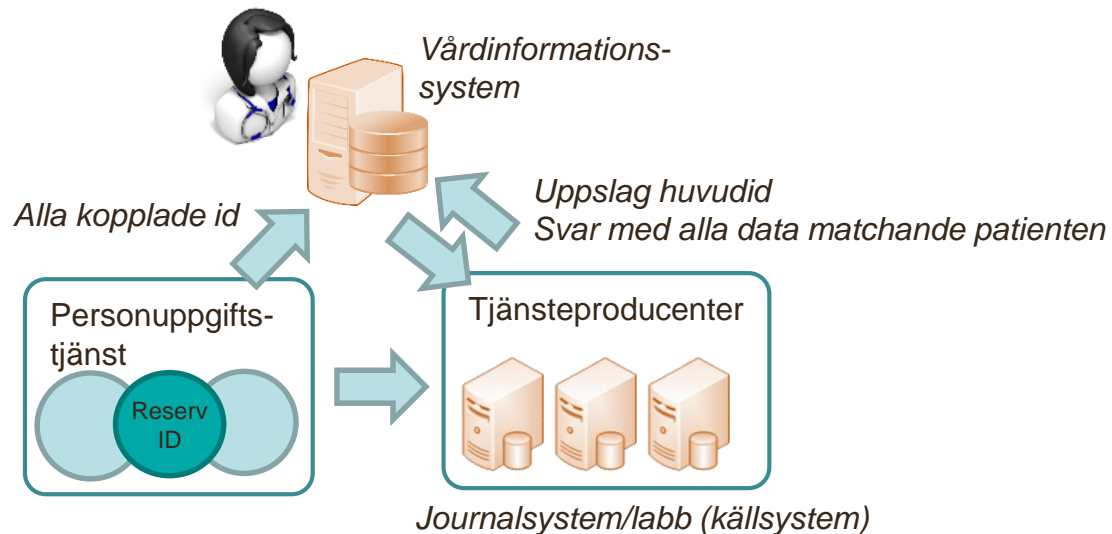 Vårdinformations-
system
Alla kopplade id
Uppslag huvudid
Svar med alla data matchande patienten
Personuppgifts-
tjänst
Reserv
ID
Tjänsteproducenter
Journalsystem/labb (källsystem)